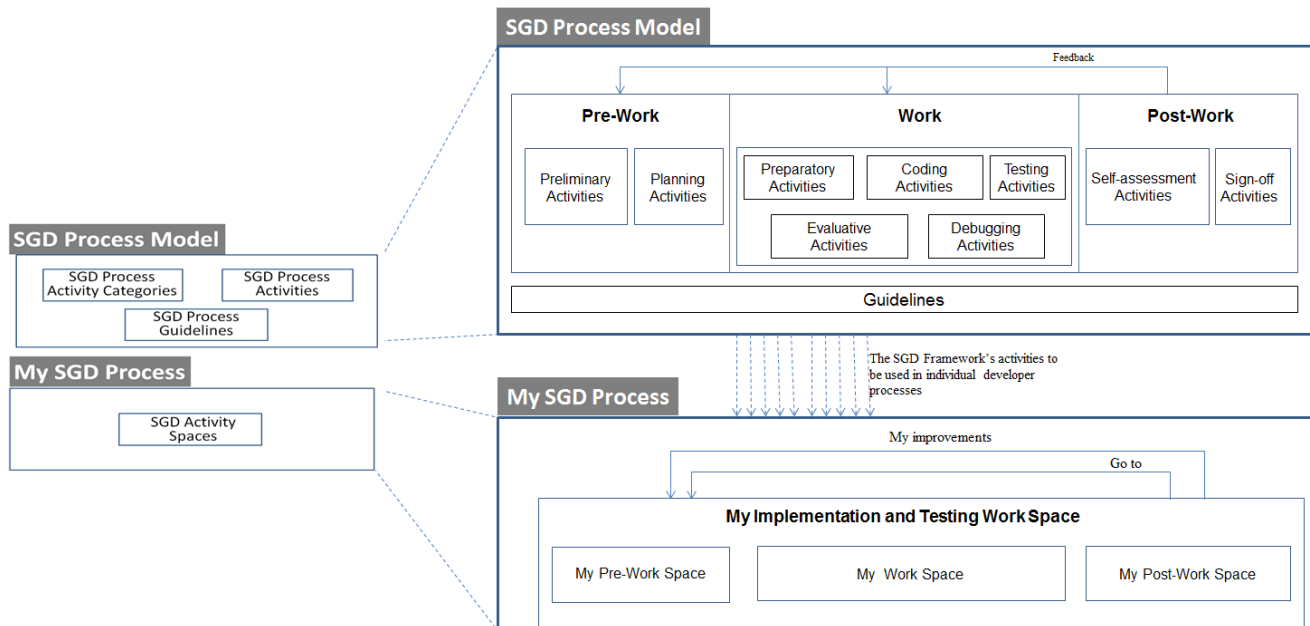 SGD Process Model
Feedback
Pre-Work
Work
Post-Work
Preliminary
Activities
Planning
Activities
Preparatory
Activities
Coding
Activities
Testing
Activities
Evaluative
Activities
Debugging
Activities
Self-assessment
Activities
Sign-off
Activities
Guidelines
SGD Process Model
SGD Process
Activity Categories
SGD Process
Activities
SGD Process
Guidelines
My SGD Process
SGD Activity
Spaces
The SGD Framework's activities to
be used in individual developer
processes
My SGD Process
My improvements
Go to
My Implementation and Testing Work Space
My Pre-Work Space
My Work Space
My Post-Work Space